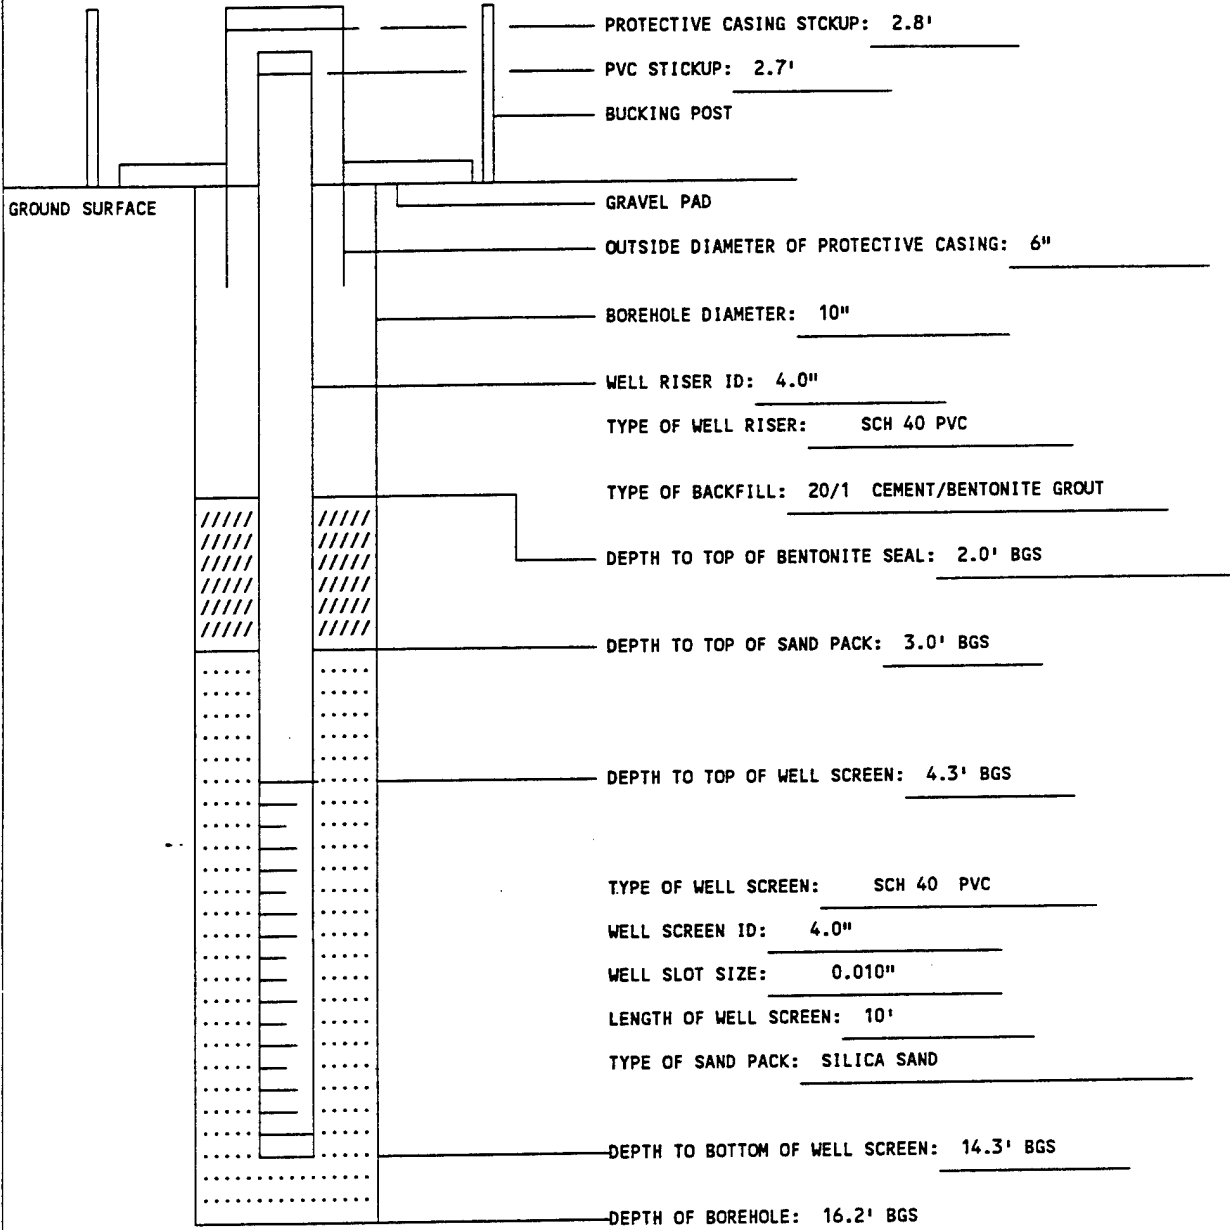 PROTECTIVE CASING STCKUP: 2.8'
PVC STICKUP: 2.7'
BUCKING POST
GROUND SURFACE
GRAVEL PAD
OUTSIDE DIAMETER OF PROTECTIVE CASING: 6"
BOREHOLE DIAMETER: 10"
WELL RISER ID: 4.0"
TYPE OF WELL RISER: SCH 40 PVC
TYPE OF BACKFILL: 20/1 CEMENT/BENTONITE GROUT
DEPTH TO TOP OF BENTONITE SEAL: 2.0' BGS
DEPTH TO TOP OF SAND PACK: 3.0' BGS
DEPTH TO TOP OF WELL SCREEN: 4.3' BGS
TYPE OF WELL SCREEN: SCH 40 PVC
WELL SCREEN ID: 4.0"
WELL SLOT SIZE: 0.010"
LENGTH OF WELL SCREEN: 10'
TYPE OF SAND PACK: SILICA SAND
DEPTH TO BOTTOM OF WELL SCREEN: 14.3' BGS
DEPTH OF BOREHOLE: 16.2' BGS